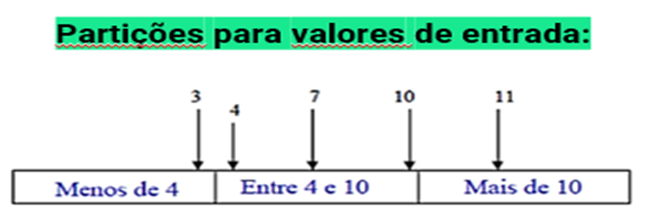 Partições para valores de entrada:
3 4 7 10 11
Menos de 4 Entre 4 e 10 Mais de 10